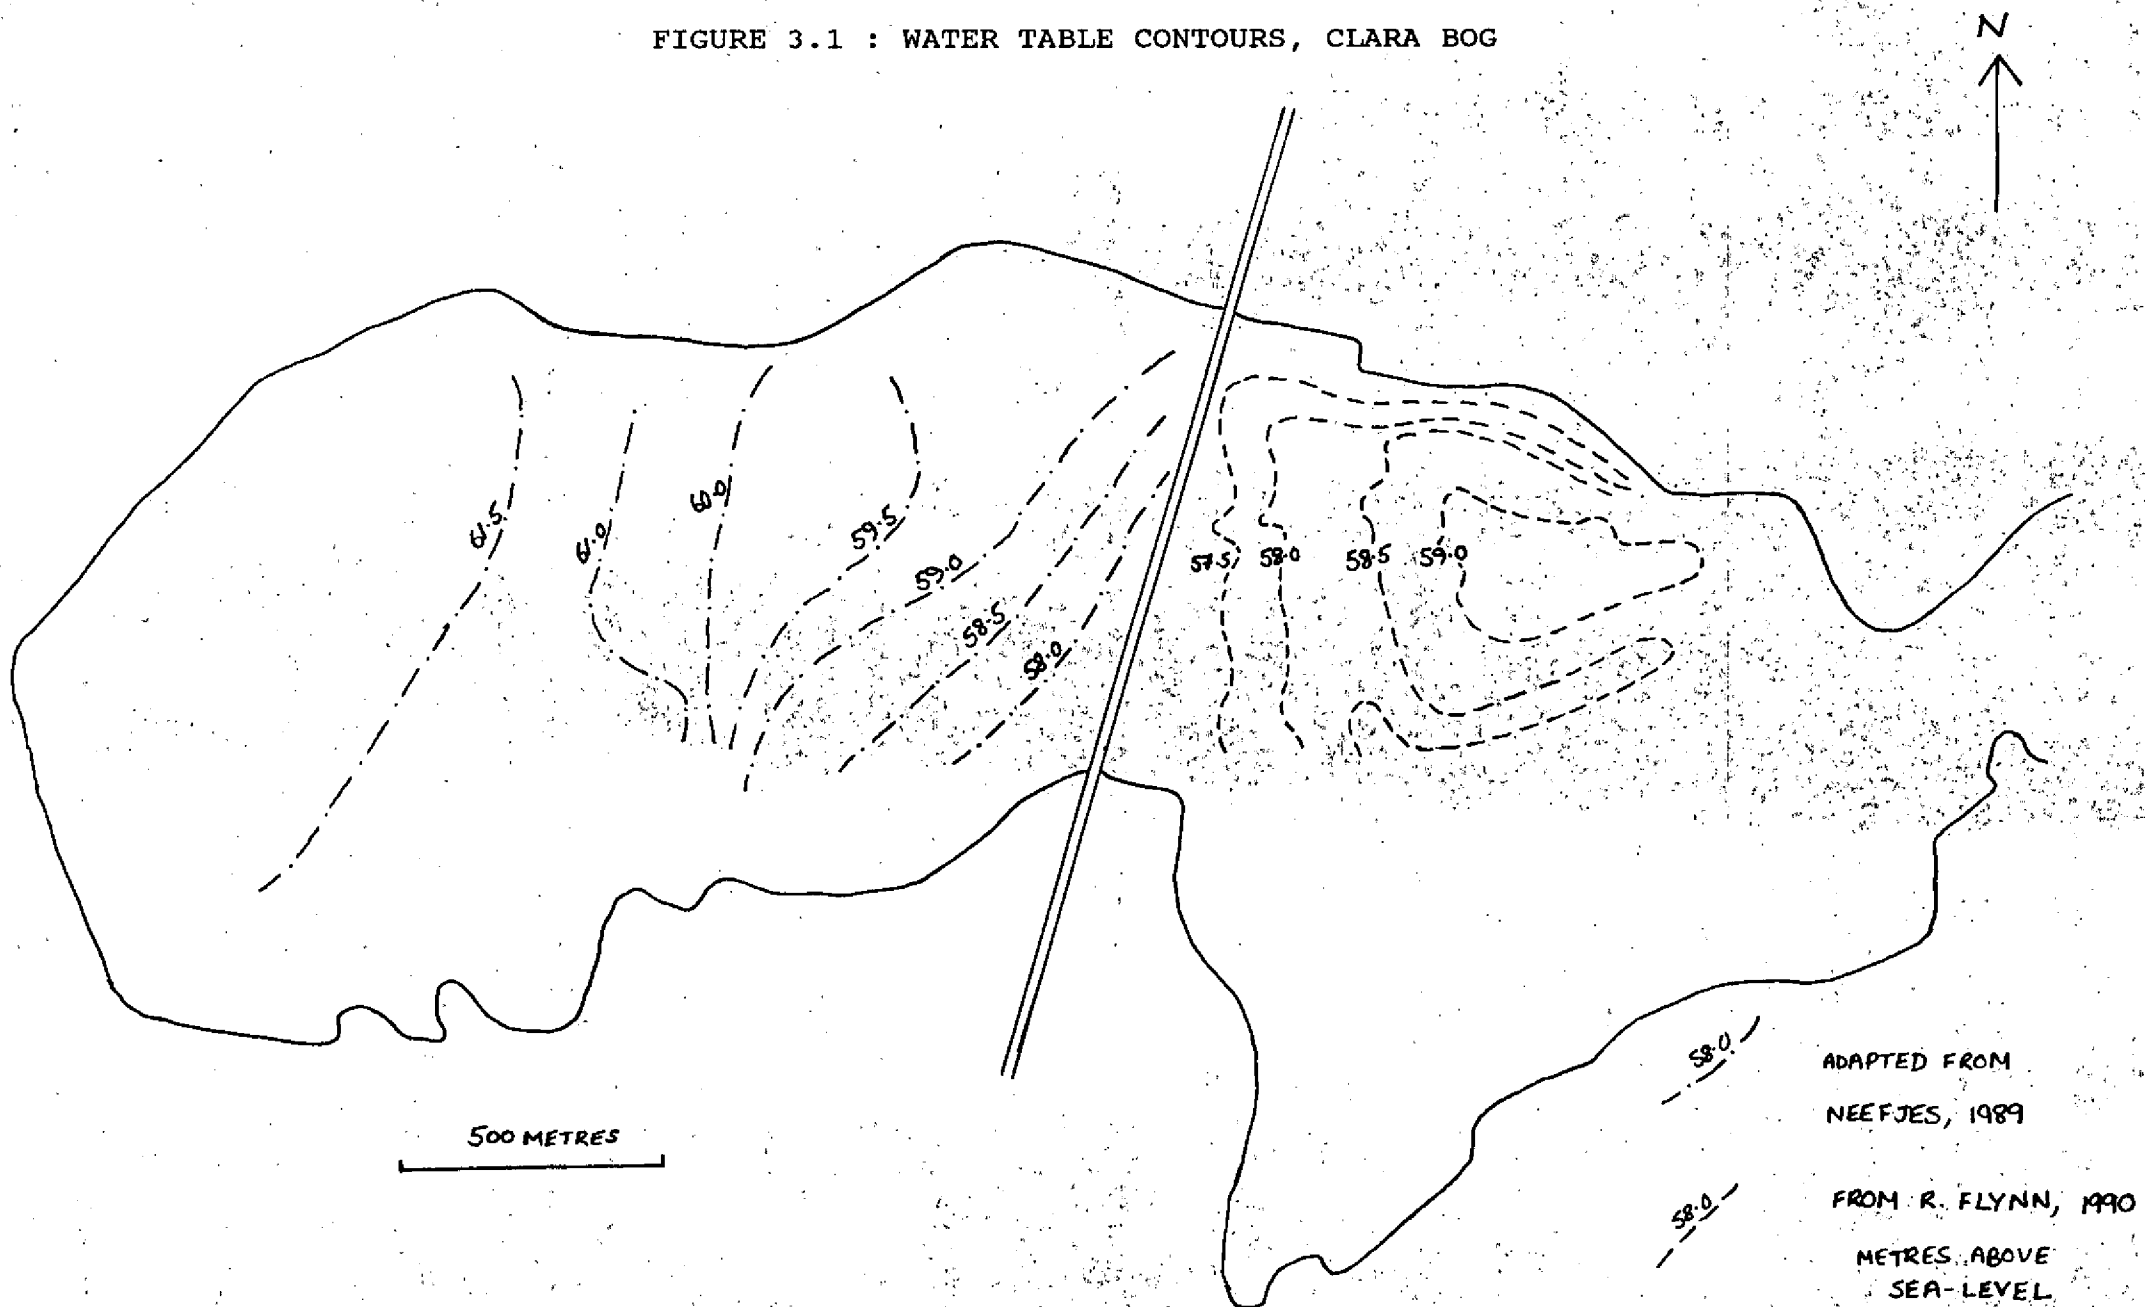 FIGURE 3.1 : WATER TABLE CONTOURS, CLARA BOG
N
61.5
61.0
60.0
59.5
59.0
58.5
58.0
57.5
58.0
58.5
59.0
500 METRES
58.0
ADAPTED FROM
NEEFJES, 1989
58.0
FROM R. FLYNN, 1990
METRES ABOVE
SEA-LEVEL